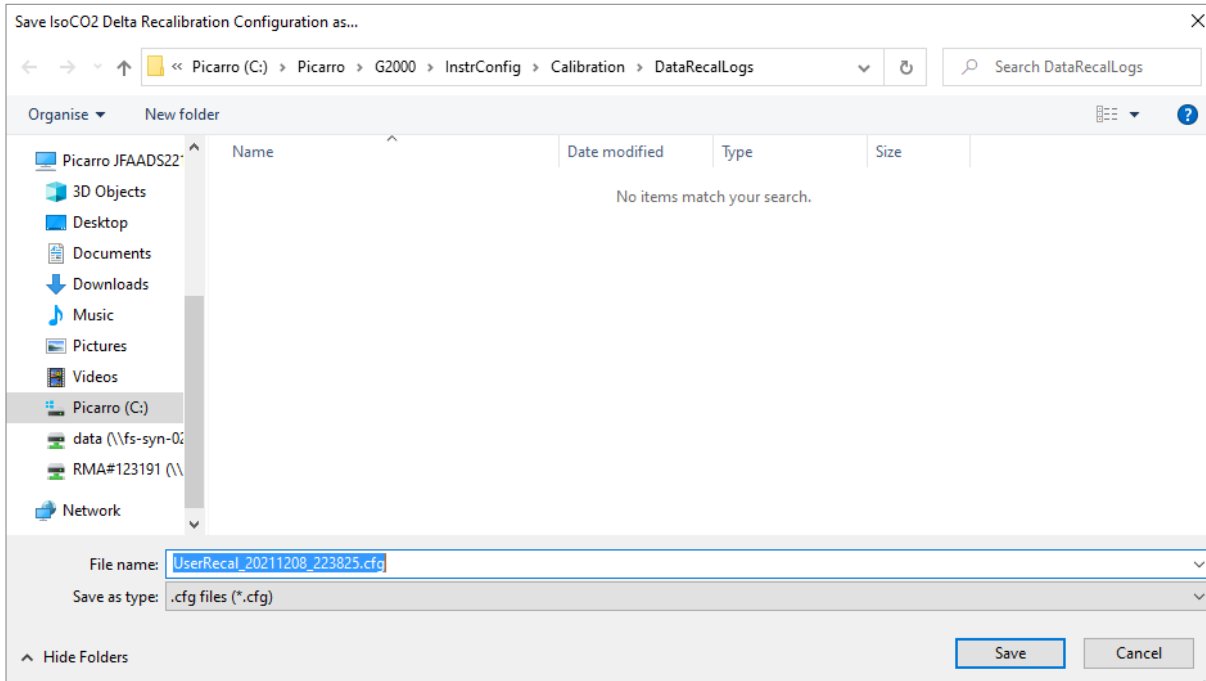 Save IsoCO2 Delta Recalibration Configuration as...
« Picarro (C:) > Picarro > G2000 > InstrConfig > Calibration > DataRecalLogs
Search DataRecalLogs
Organise
New folder
Name
Date modified
Type
Size
No items match your search.
Picarro JFAADS221
3D Objects
Desktop
Documents
Downloads
Music
Pictures
Videos
Picarro (C:)
data (\\fs-syn-02
RMA#123191 (\\
Network
File name: UserRecal_20211208_223825.cfg
Save as type: .cfg files (*.cfg)
Hide Folders
Save
Cancel